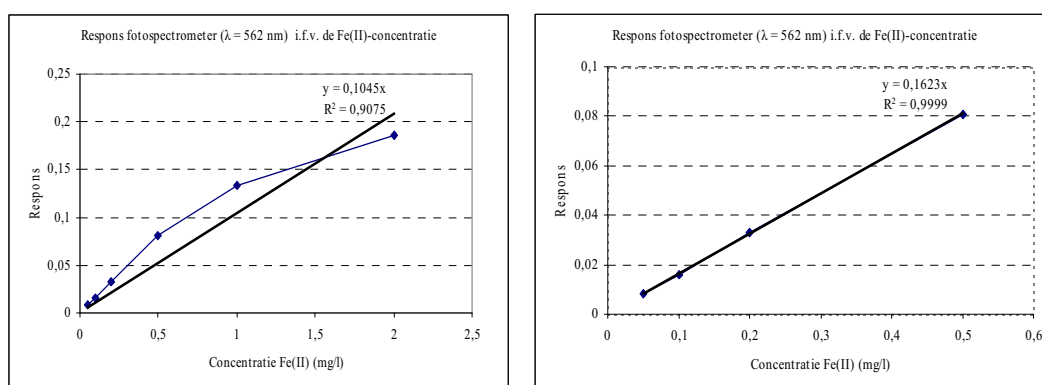 Respons fotospectrometer (λ = 562 nm) i.f.v. de Fe(II)-concentratie
0,25
0,2
0,15
0,1
0,05
0
y = 0,1045x
R² = 0,9075
Respons
0 0,5 1 1,5 2 2,5
Concentratie Fe(II) (mg/l)
Respons fotospectrometer (λ = 562 nm) i.f.v. de Fe(II)-concentratie
0,1
0,08
0,06
0,04
0,02
0
y = 0,1623x
R² = 0,9999
Respons
0 0,1 0,2 0,3 0,4 0,5 0,6
Concentratie Fe(II) (mg/l)